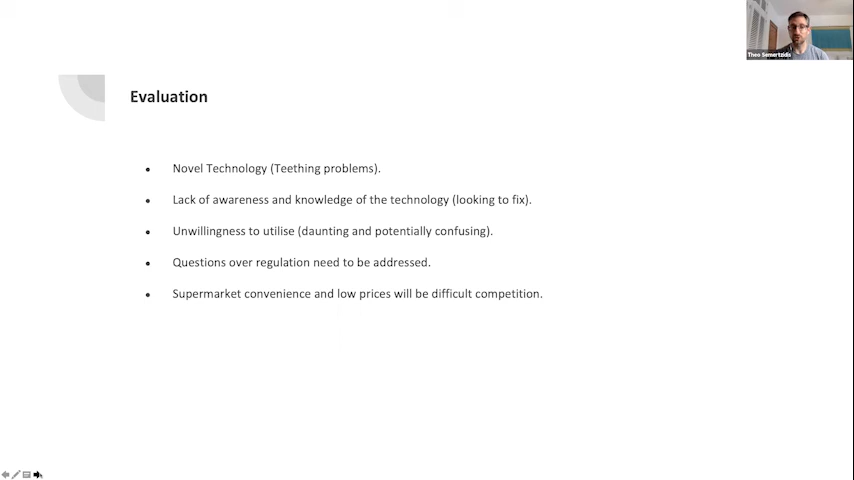 Theo Semertzidis
Evaluation
Novel Technology (Teething problems).
Lack of awareness and knowledge of the technology (looking to fix).
Unwillingness to utilise (daunting and potentially confusing).
Questions over regulation need to be addressed.
Supermarket convenience and low prices will be difficult competition.